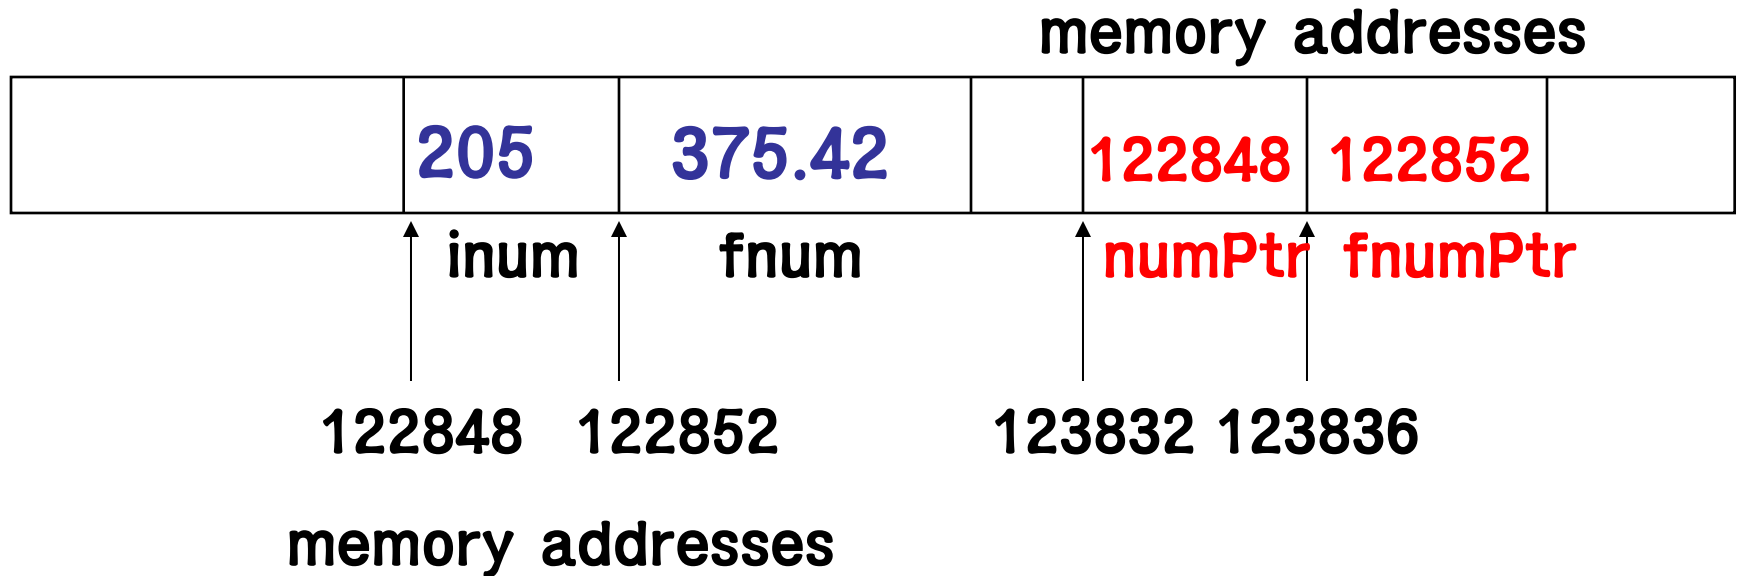 memory addresses
205 375.42 122848 122852
inum fnum numPtr fnumPtr
122848 122852 123832 123836
memory addresses